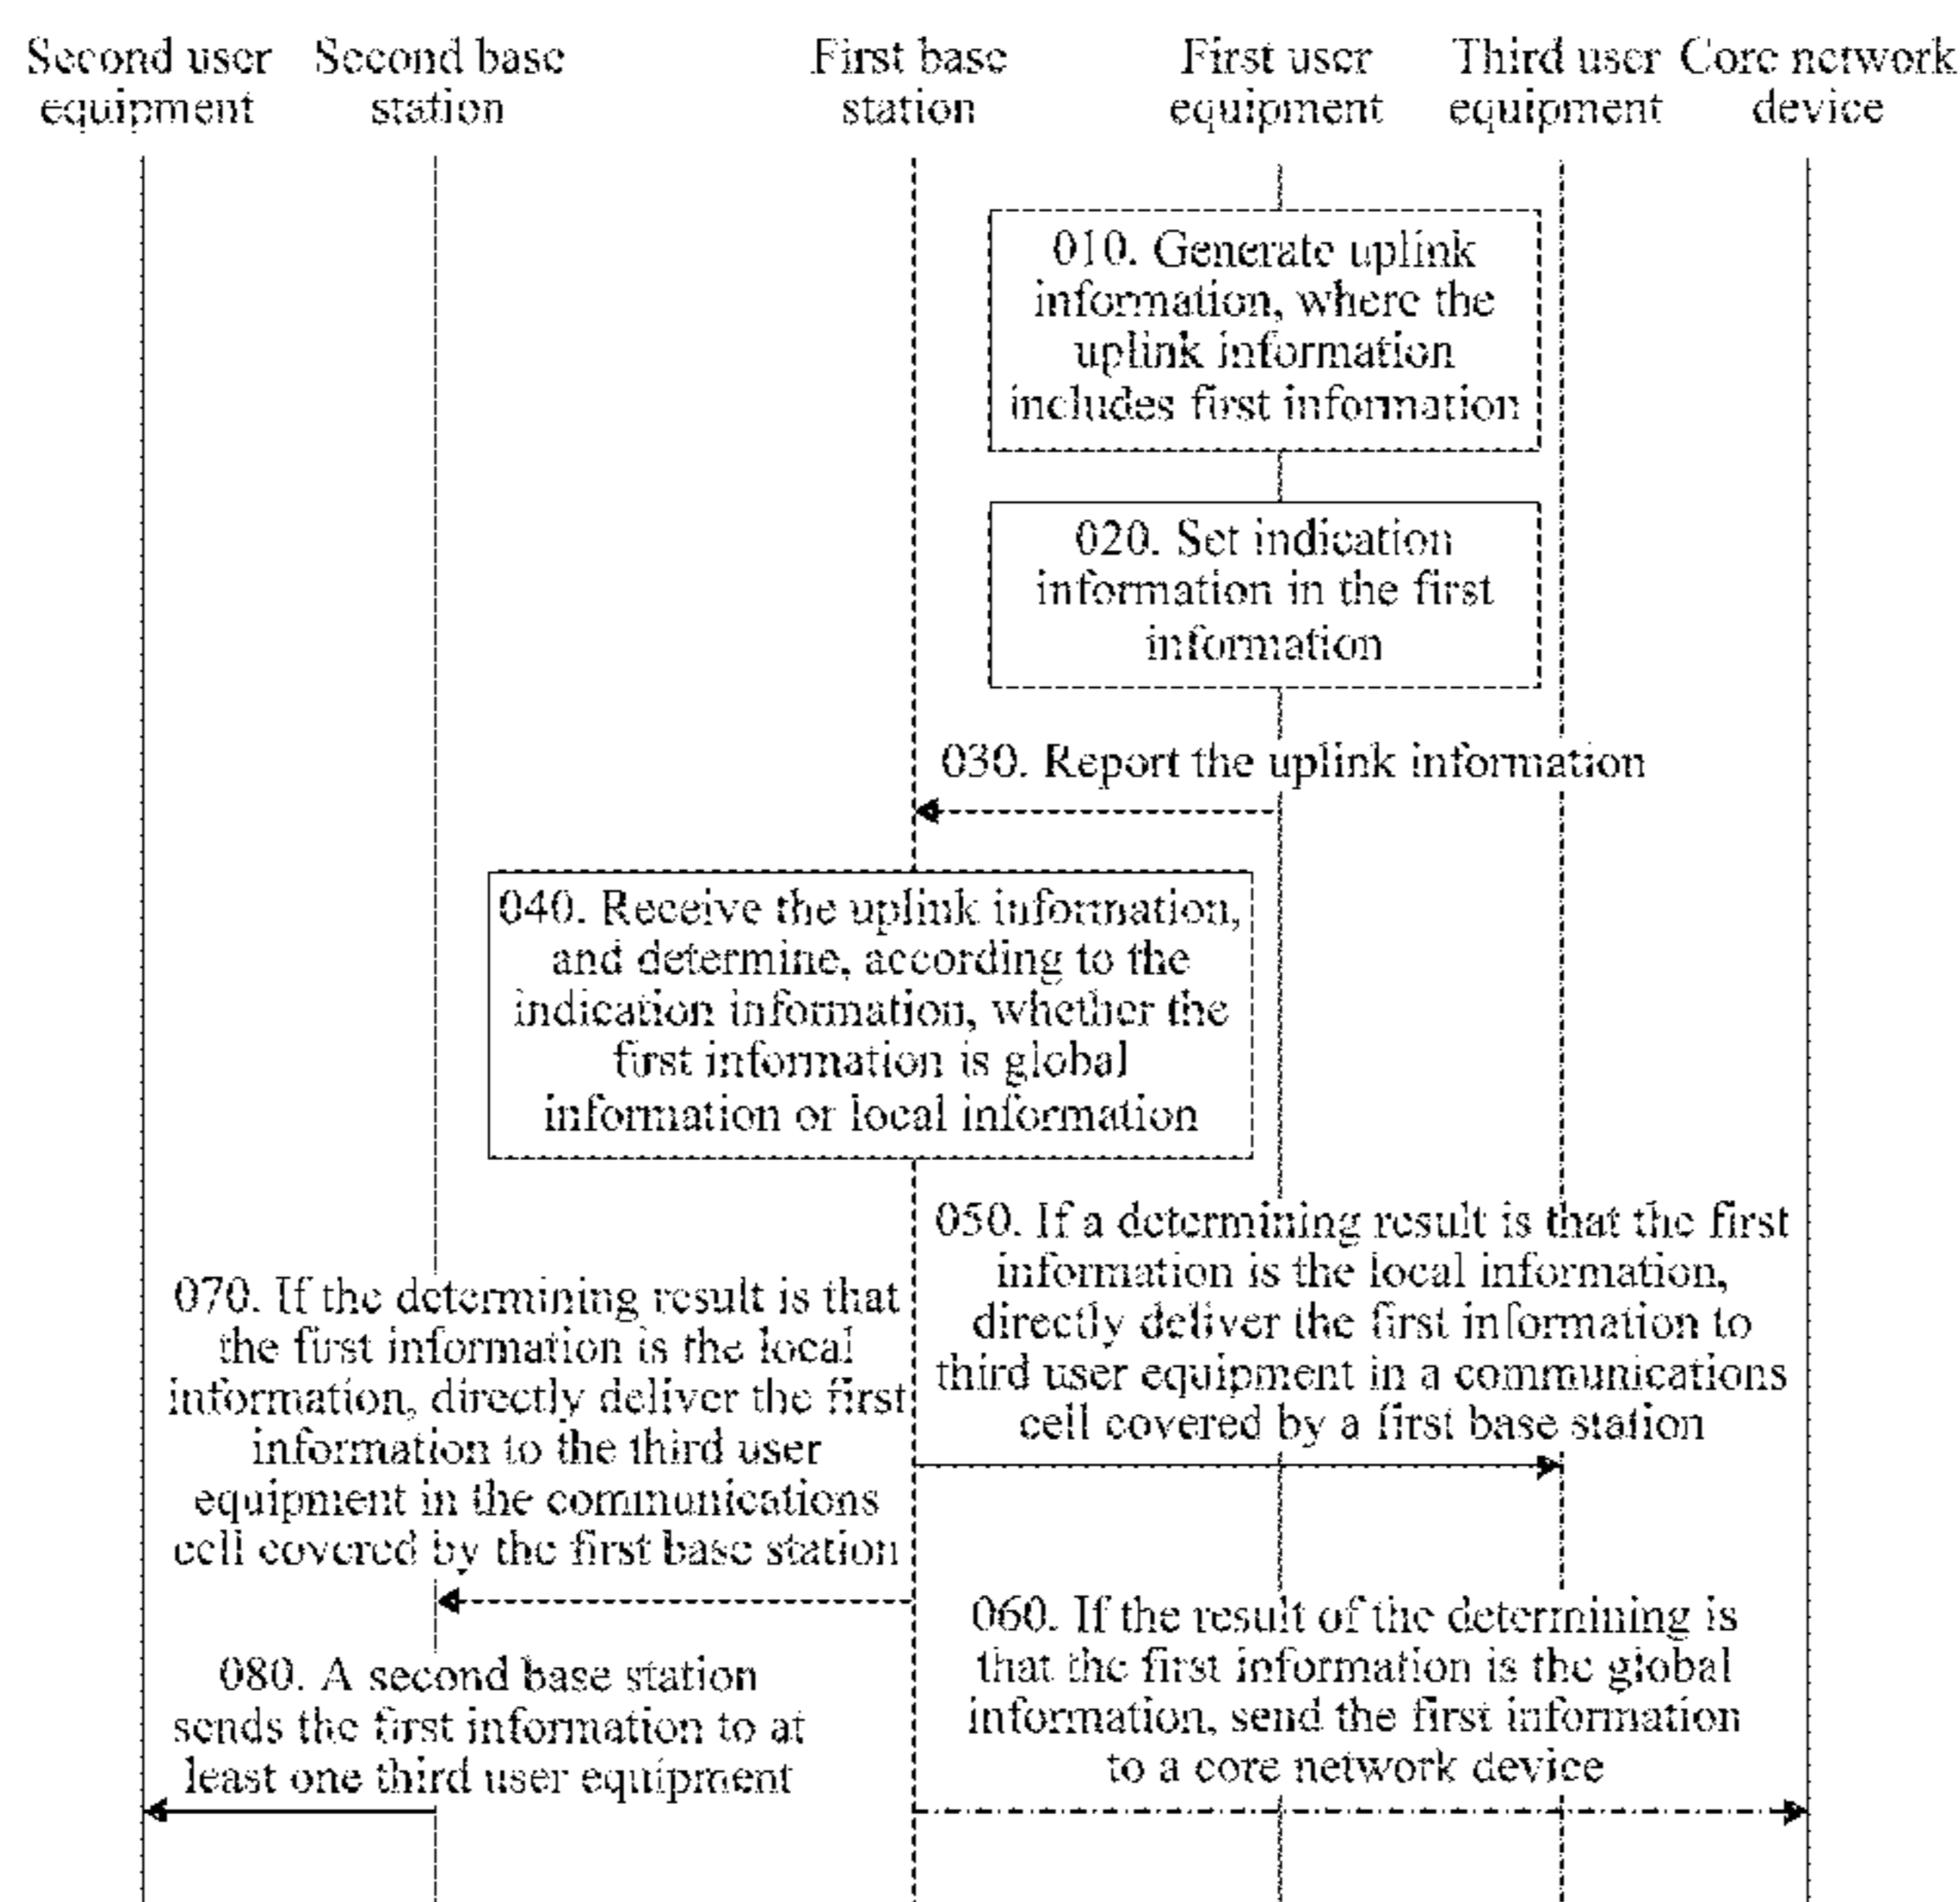 Second user
equipment
Second base
station
First base
station
First user
equipment
Third user
equipment
Core network
device
010. Generate uplink
information, where the
uplink information
includes first information
020. Set indication
information in the first
information
030. Report the uplink information
040. Receive the uplink information,
and determine, according to the
indication information, whether the
first information is global
information or local information
050. If a determining result is that the first
information is the local information,
directly deliver the first information to
third user equipment in a communications
cell covered by a first base station
070. If the determining result is that
the first information is the local
information, directly deliver the first
information to the third user
equipment in the communications
cell covered by the first base station
060. If the result of the determining is
that the first information is the global
information, send the first information
to a core network device
080. A second base station
sends the first information to at
least one third user equipment